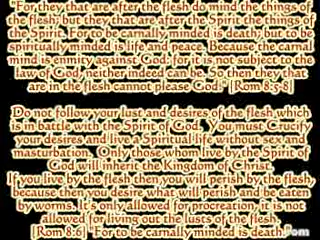 "For they that are after the flesh do mind the things of
the flesh; but they that are after the Spirit the things of
the Spirit. For to be carnally minded is death; but to be
spiritually minded is life and peace. Because the carnal
mind is enmity against God: for it is not subject to the
law of God, neither indeed can be. So then they that
are in the flesh cannot please God." [Rom 8:5-8]
Do not follow your lust and desires of the flesh which
is in battle with the Spirit of God. You must Crucify
your desires and live a Spiritual life without sex and
masturbation. Only those whom live by the Spirit of
God will inherit the Kingdom of Christ.
If you live by the flesh then you will perish by the flesh,
because then you desire what will perish and be eaten
by worms. It's only allowed for procreation, it is not
allowed for living out the lusts of the flesh.
[Rom 8:6] "For to be carnally minded is death."